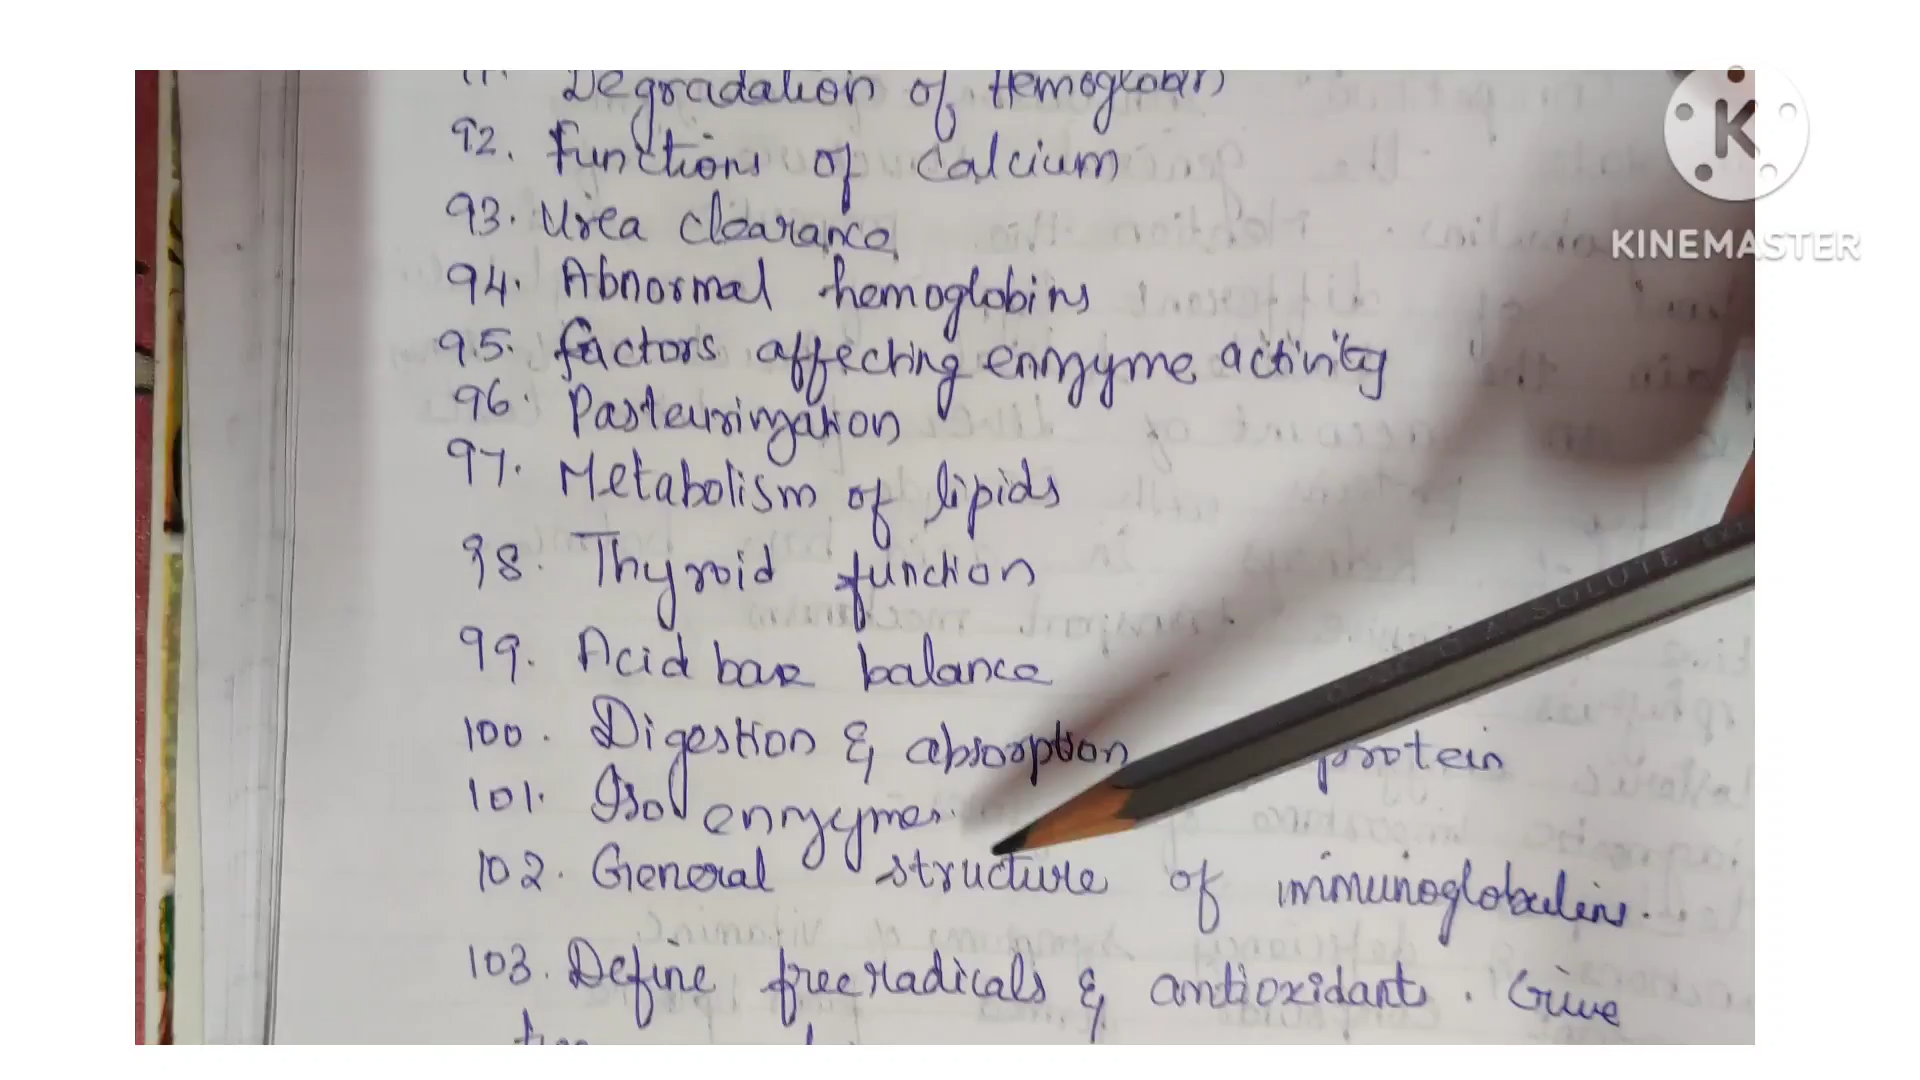 Degradation of Hemoglobin
92. Functions of calcium
93. Urea clearance
94. Abnormal hemoglobins
95. factors affecting enzyme activity
96. Pasteurization
97. Metabolism of lipids
98. Thyroid function
99. Acid base balance
100. Digestion & absorption protein
101. Iso enzymes.
102. General structure of immunoglobulins.
103. Define free radicals & antioxidants. Give
K
KINEMASTER